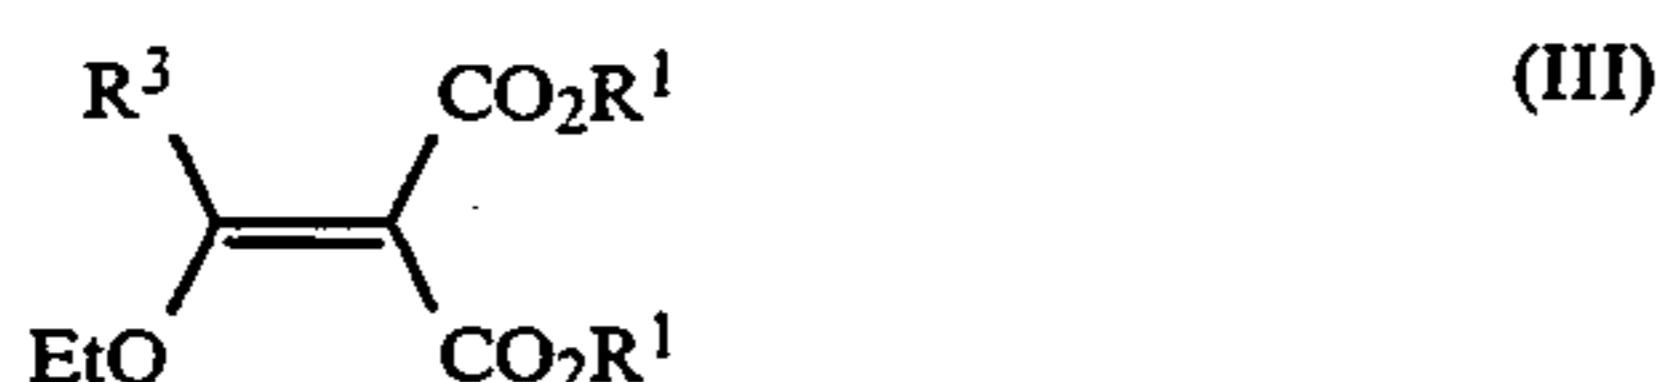 R³ CO₂R¹ (III)
EtO CO₂R¹